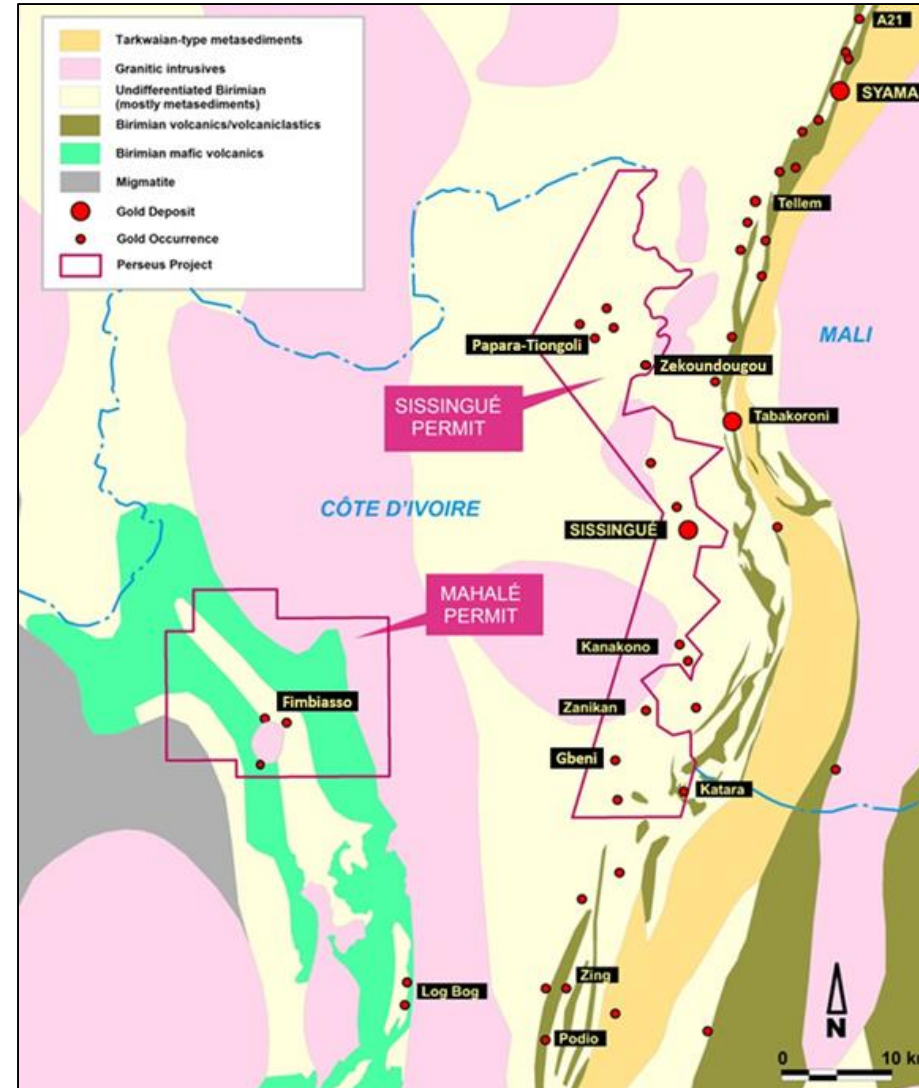 Tarkwaian-type metasediments
Granitic intrusives
Undifferentiated Birimian
(mostly metasediments)
Birimian volcanics/volcaniclastics
Birimian mafic volcanics
Migmatite
Gold Deposit
Gold Occurrence
Perseus Project
A21
SYAMA
Tellem
MALI
Papara-Tiongoli
Zekoundougou
SISSINGUÉ
PERMIT
Tabakoroni
CÔTE D'IVOIRE
SISSINGUÉ
MAHALÉ
PERMIT
Kanakono
Fimbiasso
Zanikan
Gbeni
Katara
Zing
Log Bog
Podio
N
0 10 km